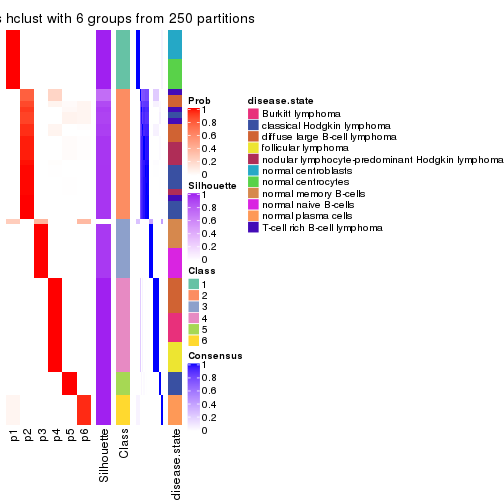 s hclust with 6 groups from 250 partitions
Prob
1
0.8
0.6
0.4
0.2
0
Silhouette
1
0.8
0.6
0.4
0.2
0
Class
1
2
3
4
5
6
Consensus
1
0.8
0.6
0.4
0.2
0
disease.state
Burkitt lymphoma
classical Hodgkin lymphoma
diffuse large B-cell lymphoma
follicular lymphoma
nodular lymphocyte-predominant Hodgkin lymphoma
normal centroblasts
normal centrocytes
normal memory B-cells
normal naive B-cells
normal plasma cells
T-cell rich B-cell lymphoma
p1
p2
p3
p4
p5
p6
Silhouette
Class
disease.state